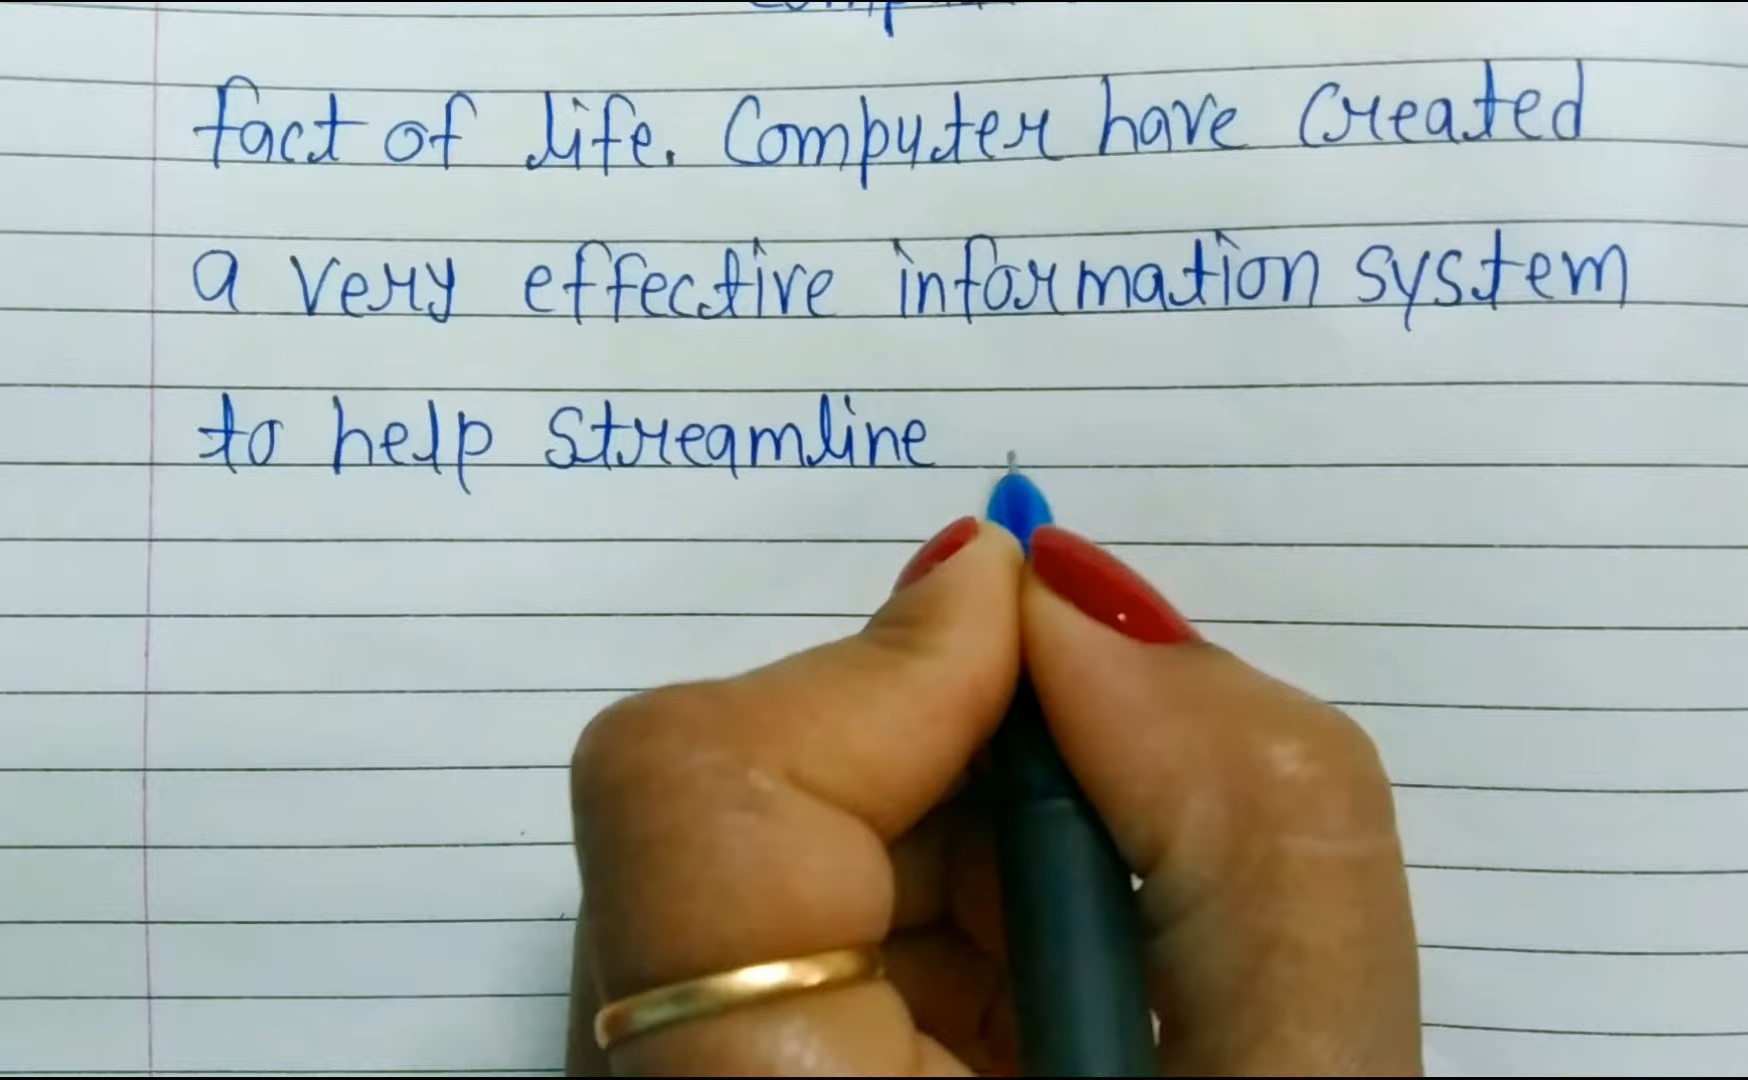 fact of life. Computer have created
a very effective information system
to help streamline